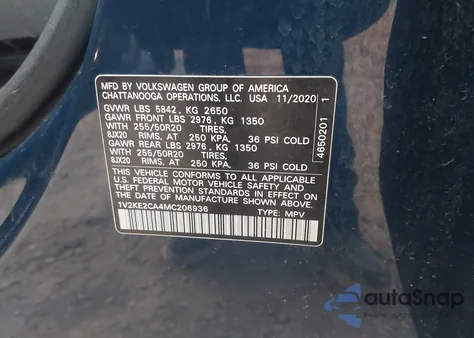 MFD BY VOLKSWAGEN GROUP OF AMERICA
CHATTANOOGA OPERATIONS, LLC. USA 11/2020
GVWR LBS 5842, KG 2650
GAWR FRONT LBS 2976, KG 1350
WITH 255/50R20 TIRES,
8JX20 RIMS, AT 250 KPA, 36 PSI COLD
GAWR REAR LBS 2976, KG 1350
WITH 255/50R20 TIRES,
8JX20 RIMS, AT 250 KPA, 36 PSI COLD
THIS VEHICLE CONFORMS TO ALL APPLICABLE
U.S. FEDERAL MOTOR VEHICLE SAFETY AND
THEFT PREVENTION STANDARDS IN EFFECT ON
THE DATE OF MANUFACTURE SHOWN ABOVE.
1V2KE2CA4MC206936 TYPE: MPV
4650201 1
autoSnap